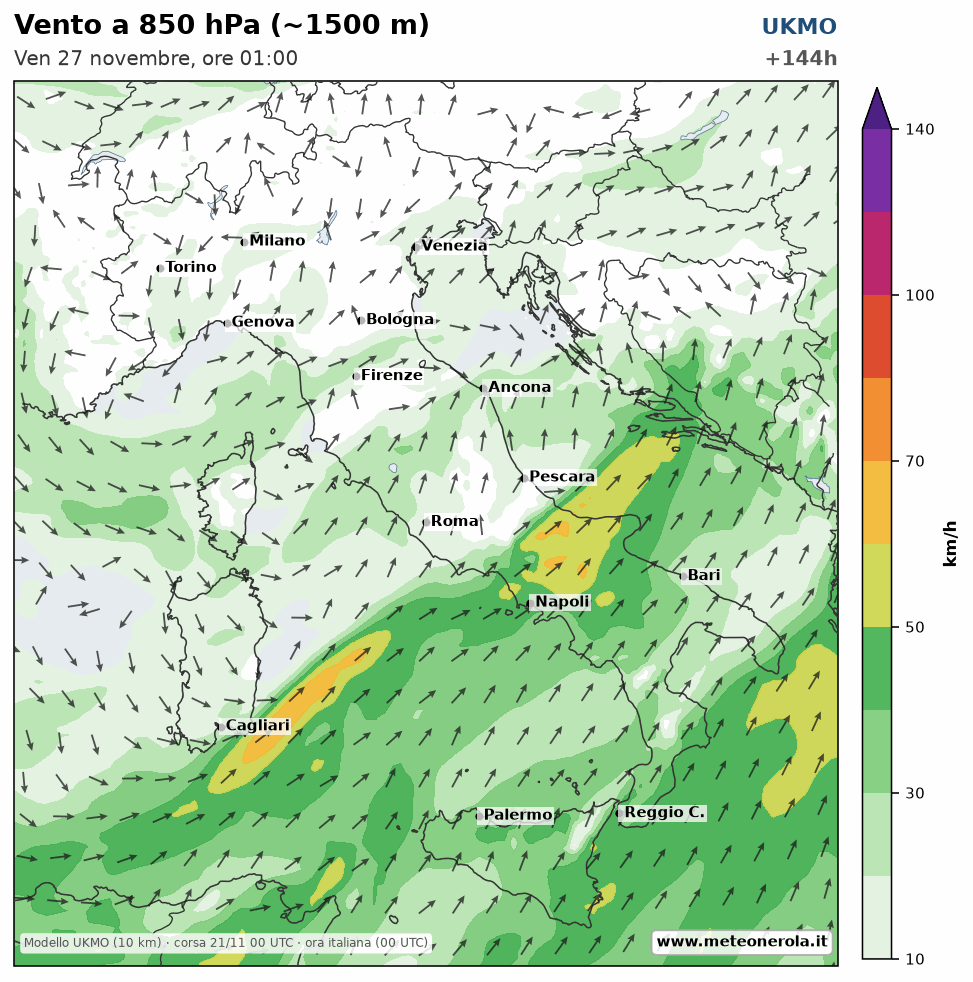 Vento a 850 hPa (~1500 m)
UKMO
Ven 27 novembre, ore 01:00
+144h
140
100
70
50
30
10
km/h
Milano
Venezia
Torino
Genova
Bologna
Firenze
Ancona
Pescara
Roma
Bari
Napoli
Cagliari
Palermo
Reggio C.
Modello UKMO (10 km) · corsa 21/11 00 UTC · ora italiana (00 UTC)
www.meteonerola.it